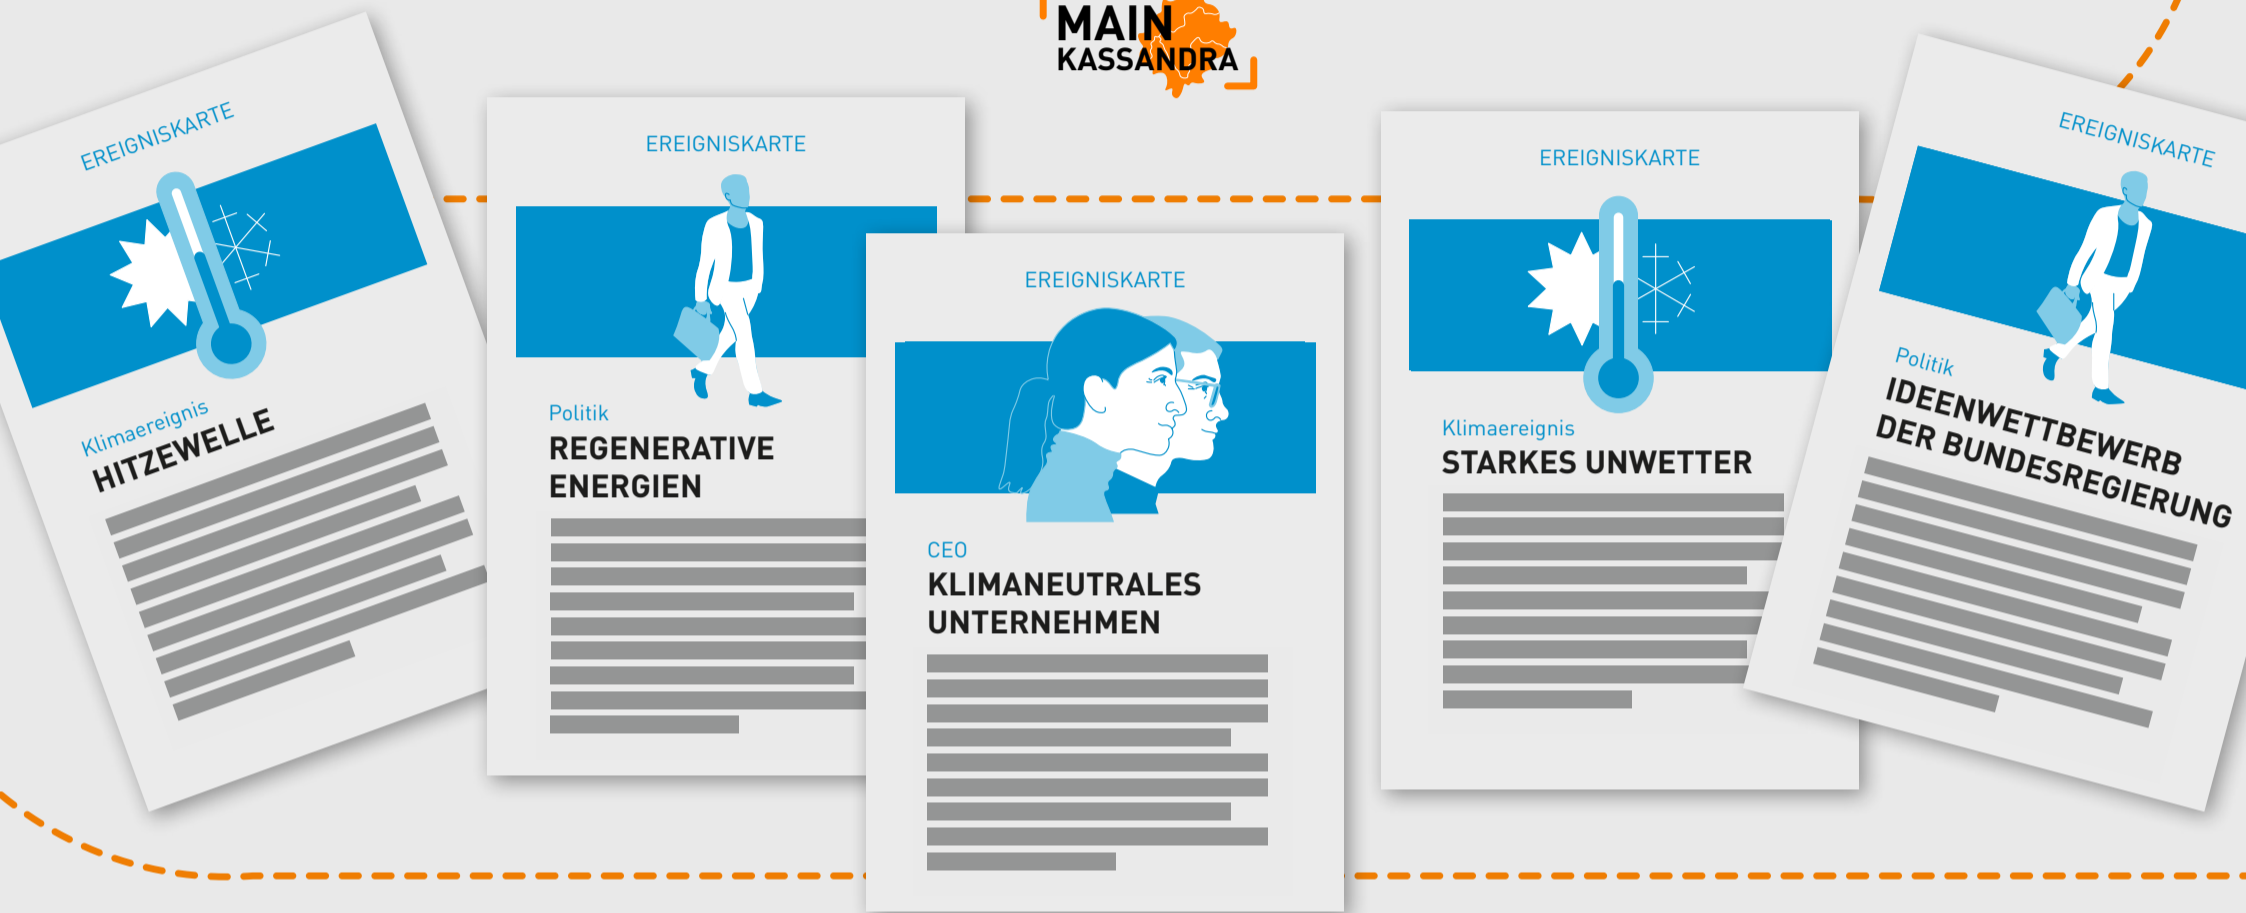 MAIN
KASSANDRA
EREIGNISKARTE
Klimaereignis
HITZEWELLE
EREIGNISKARTE
Politik
REGENERATIVE
ENERGIEN
EREIGNISKARTE
CEO
KLIMANEUTRALES
UNTERNEHMEN
EREIGNISKARTE
Klimaereignis
STARKES UNWETTER
EREIGNISKARTE
Politik
IDEENWETTBEWERB
DER BUNDESREGIERUNG